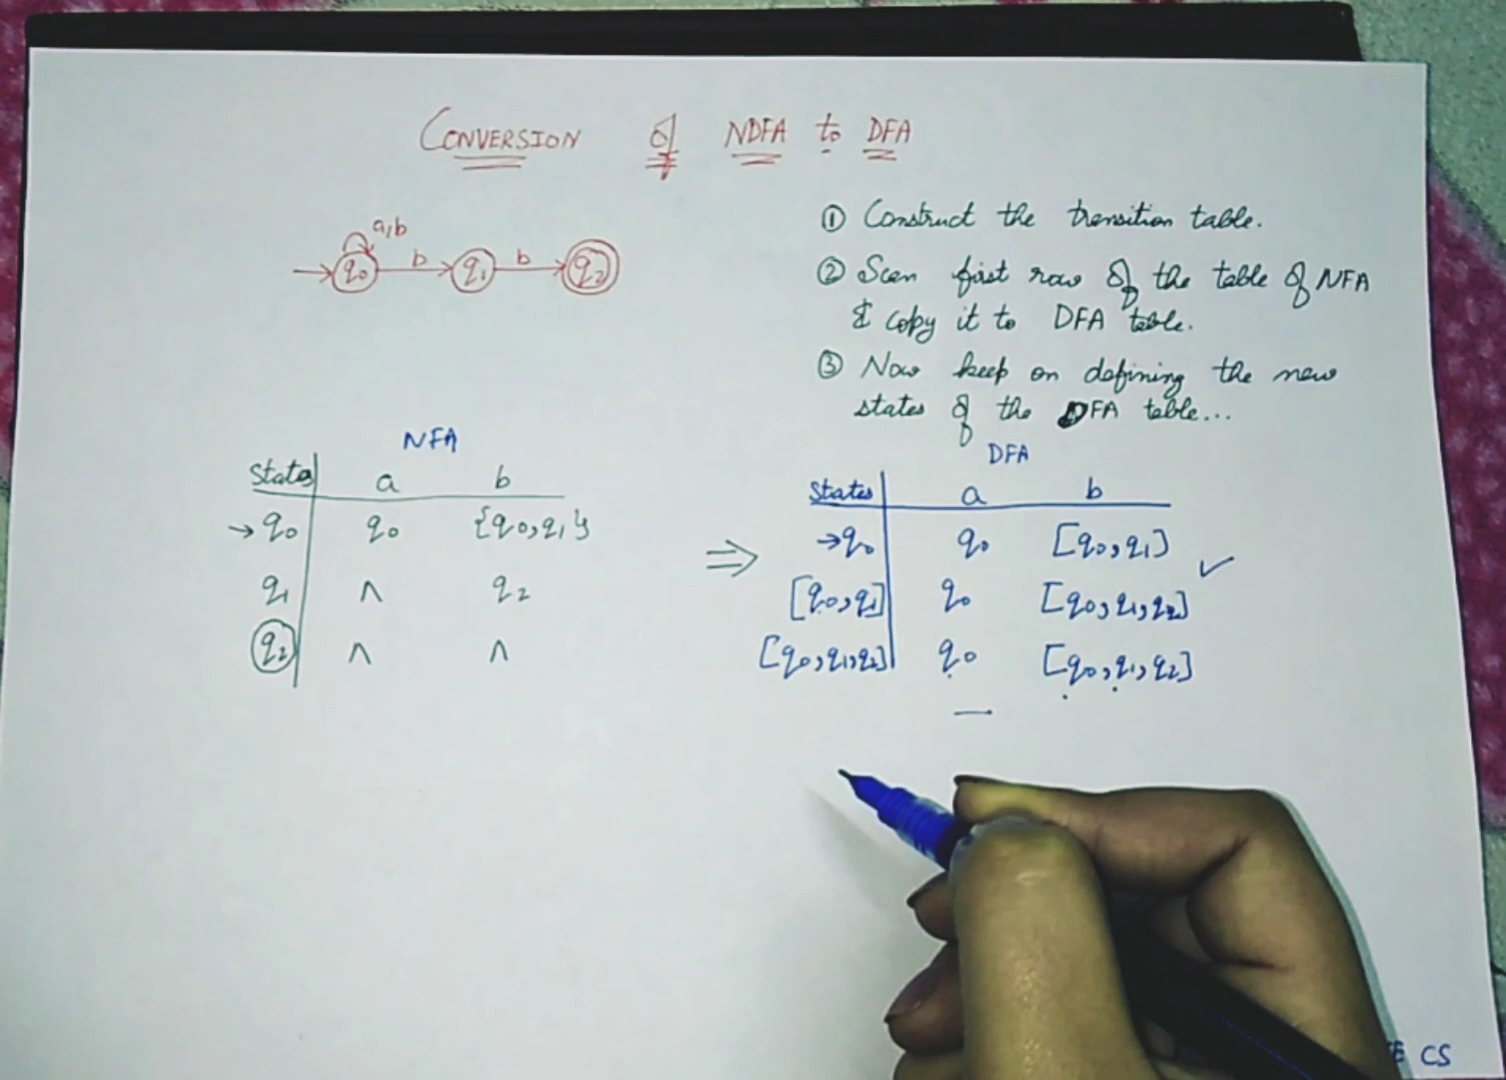 CONVERSION of NDFA to DFA
a,b
q0 b q1 b q2
① Construct the transition table.
② Scan first row of the table of NFA
& copy it to DFA table.
③ Now keep on defining the new
states of the DFA table...
NFA
States a b
→q0 q0 {q0,q1}
q1 ∧ q2
q2 ∧ ∧
⇒
DFA
States a b
→q0 q0 [q0,q1]
[q0,q1] q0 [q0,q1,q2] ✓
[q0,q1,q2] q0 [q0,q1,q2]
CS